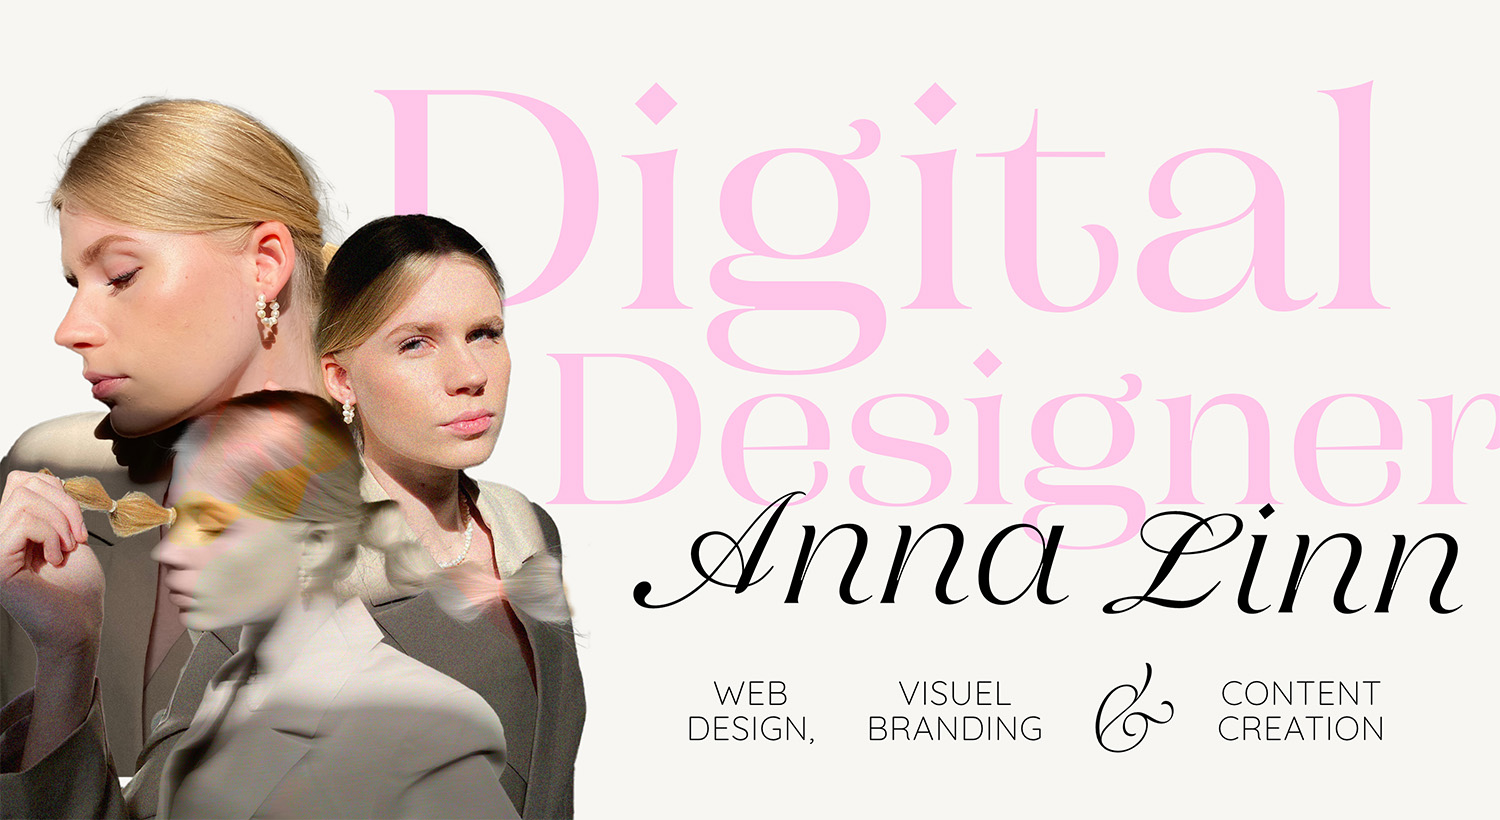 Digital
Designer
Anna Linn
WEB DESIGN,
VISUEL BRANDING
&
CONTENT CREATION